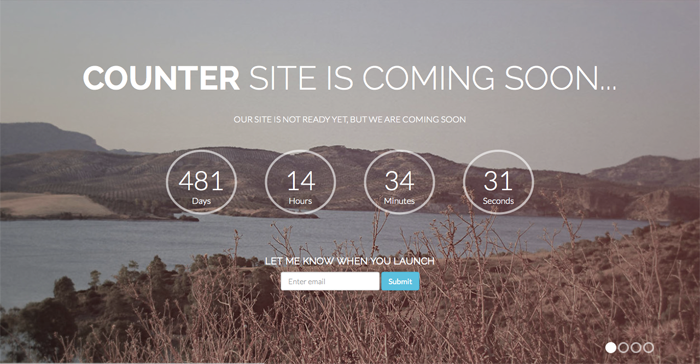 COUNTER SITE IS COMING SOON...
OUR SITE IS NOT READY YET, BUT WE ARE COMING SOON
481 14 34 31
Days Hours Minutes Seconds
LET ME KNOW WHEN YOU LAUNCH
Enter email Submit